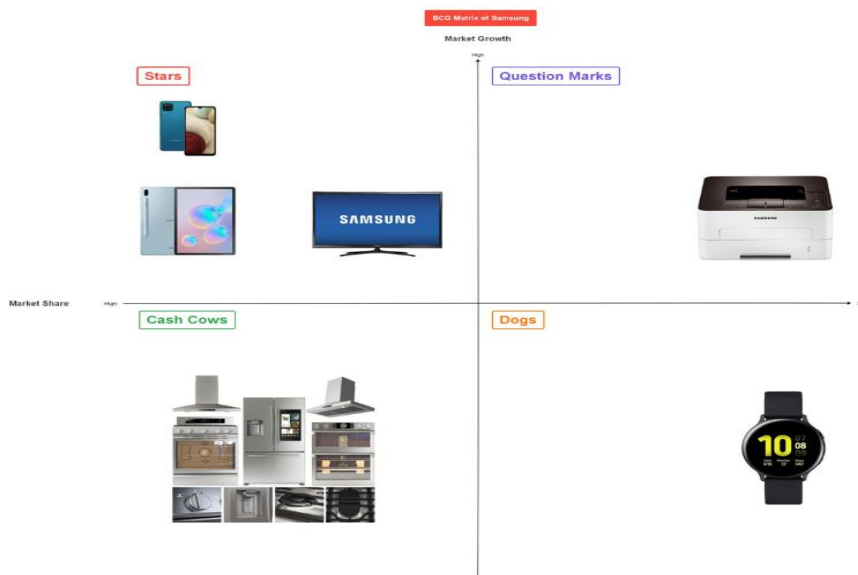 BCG Matrix of Samsung
Market Growth
High
Stars
Question Marks
SAMSUNG
SAMSUNG
Market Share
High
Cash Cows
Dogs
10
08